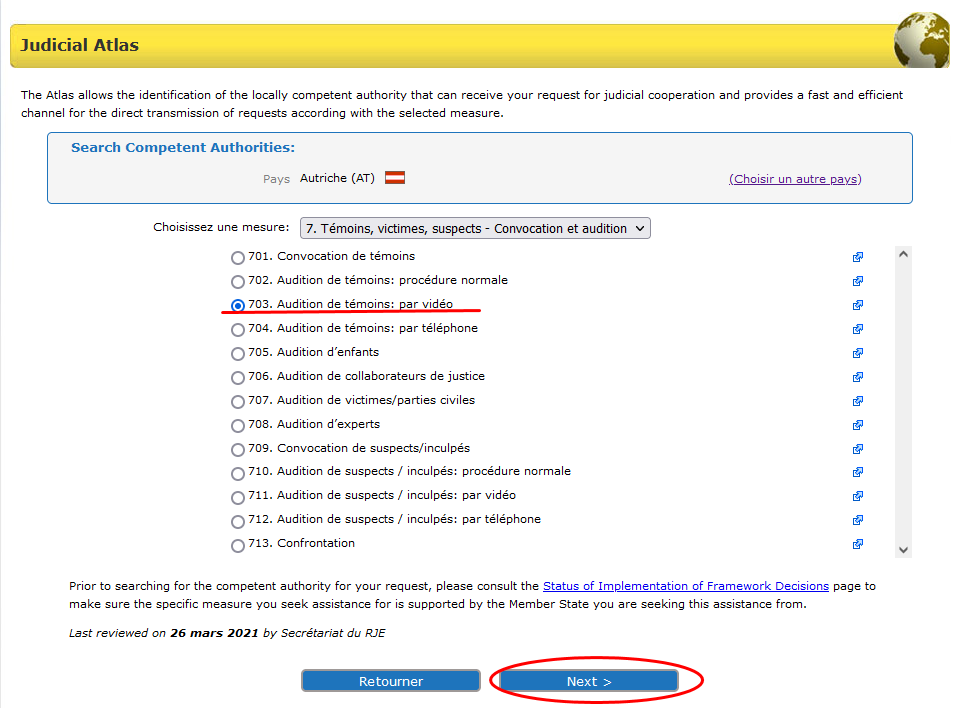 Judicial Atlas
The Atlas allows the identification of the locally competent authority that can receive your request for judicial cooperation and provides a fast and efficient
channel for the direct transmission of requests according with the selected measure.
Search Competent Authorities:
Pays Autriche (AT) (Choisir un autre pays)
Choisissez une mesure: 7. Témoins, victimes, suspects - Convocation et audition
701. Convocation de témoins
702. Audition de témoins: procédure normale
703. Audition de témoins: par vidéo
704. Audition de témoins: par téléphone
705. Audition d’enfants
706. Audition de collaborateurs de justice
707. Audition de victimes/parties civiles
708. Audition d’experts
709. Convocation de suspects/inculpés
710. Audition de suspects / inculpés: procédure normale
711. Audition de suspects / inculpés: par vidéo
712. Audition de suspects / inculpés: par téléphone
713. Confrontation
Prior to searching for the competent authority for your request, please consult the Status of Implementation of Framework Decisions page to
make sure the specific measure you seek assistance for is supported by the Member State you are seeking this assistance from.
Last reviewed on 26 mars 2021 by Secrétariat du RJE
Retourner Next >